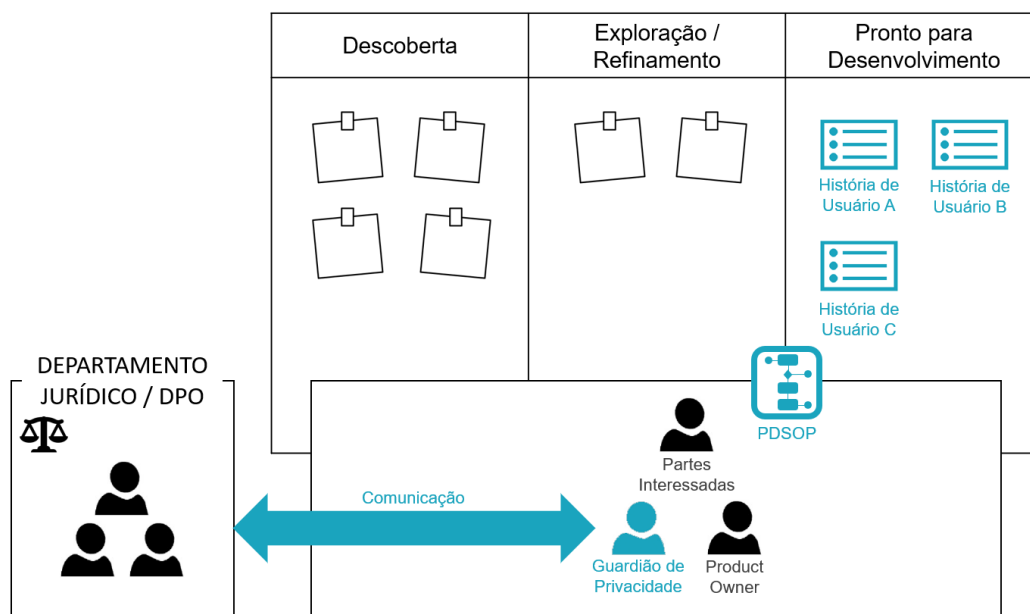 Descoberta
Exploração /
Refinamento
Pronto para
Desenvolvimento
História de
Usuário A
História de
Usuário B
História de
Usuário C
DEPARTAMENTO
JURÍDICO / DPO
PDSOP
Partes
Interessadas
Comunicação
Guardião de
Privacidade
Product
Owner